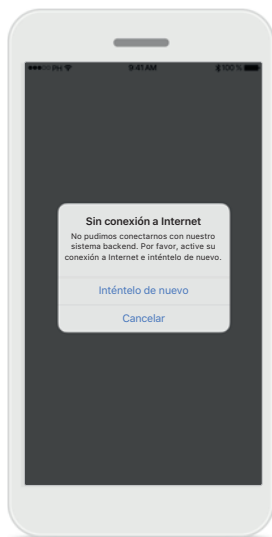 PH 9:41 AM 100 %
Sin conexión a Internet
No pudimos conectarnos con nuestro
sistema backend. Por favor, active su
conexión a Internet e inténtelo de nuevo.
Inténtelo de nuevo
Cancelar